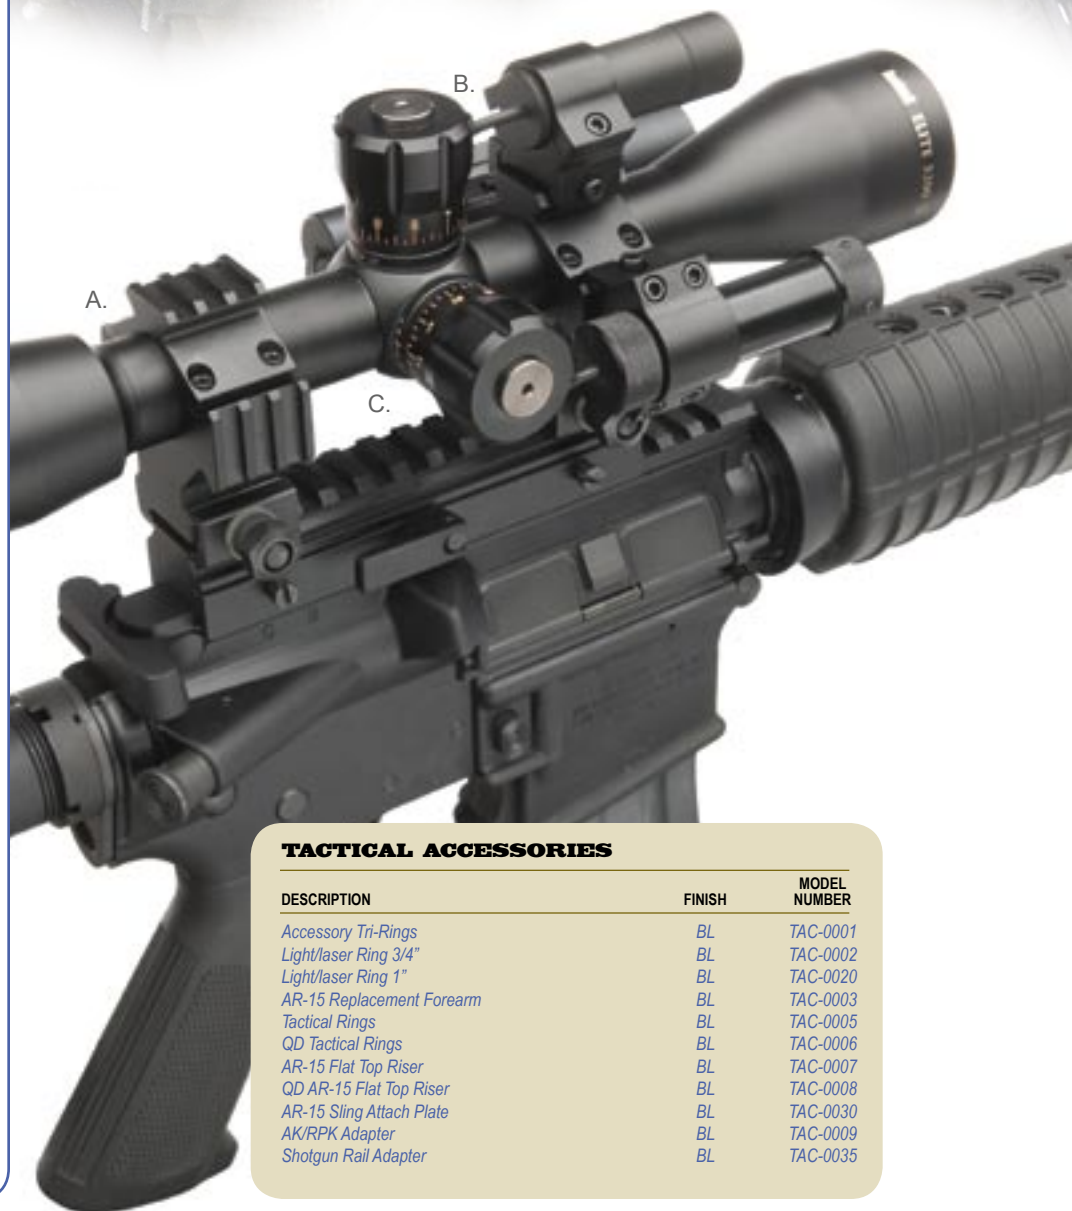 B.
ELITE 3200
A.
C.
TACTICAL ACCESSORIES
DESCRIPTION FINISH MODEL NUMBER
Accessory Tri-Rings BL TAC-0001
Light/laser Ring 3/4” BL TAC-0002
Light/laser Ring 1” BL TAC-0020
AR-15 Replacement Forearm BL TAC-0003
Tactical Rings BL TAC-0005
QD Tactical Rings BL TAC-0006
AR-15 Flat Top Riser BL TAC-0007
QD AR-15 Flat Top Riser BL TAC-0008
AR-15 Sling Attach Plate BL TAC-0030
AK/RPK Adapter BL TAC-0009
Shotgun Rail Adapter BL TAC-0035